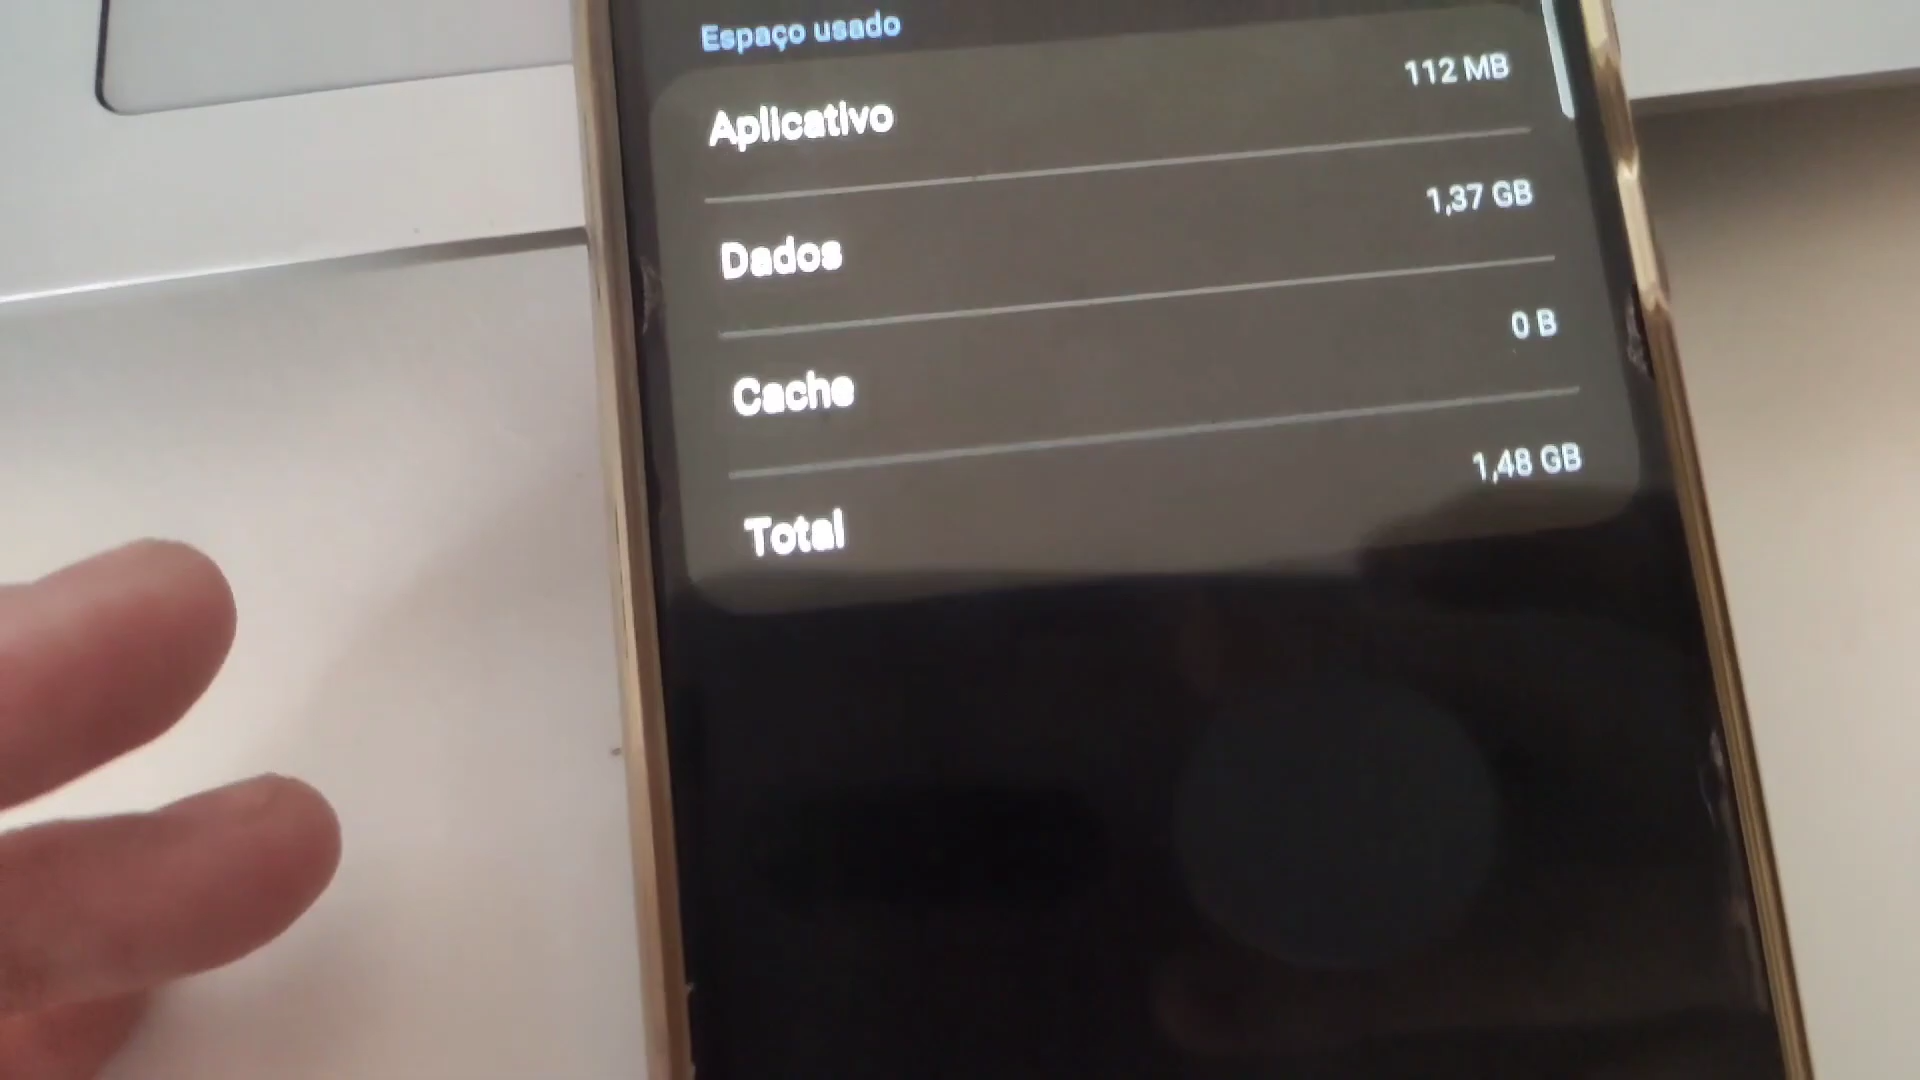 Espaço usado
Aplicativo 112 MB
Dados 1,37 GB
Cache 0 B
Total 1,48 GB